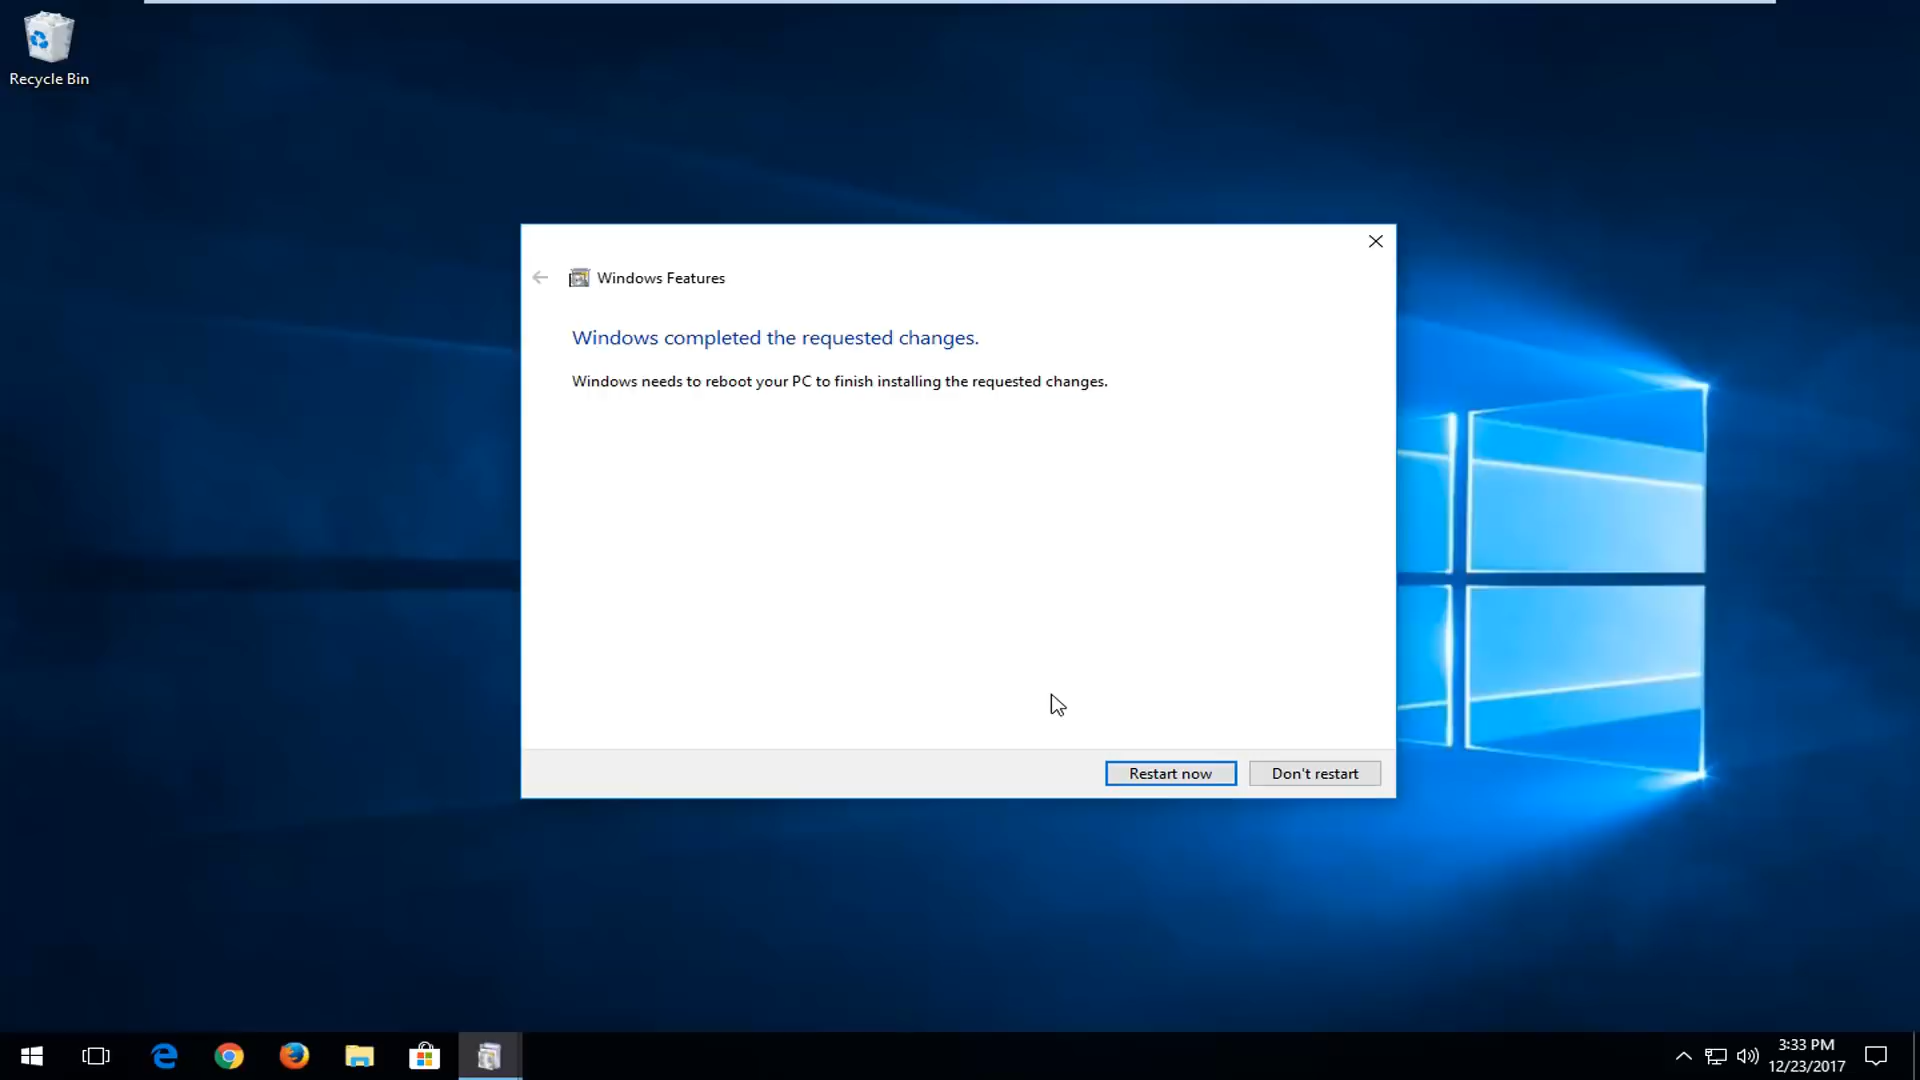 Recycle Bin
Windows Features
Windows completed the requested changes.
Windows needs to reboot your PC to finish installing the requested changes.
Restart now
Don't restart
3:33 PM
12/23/2017